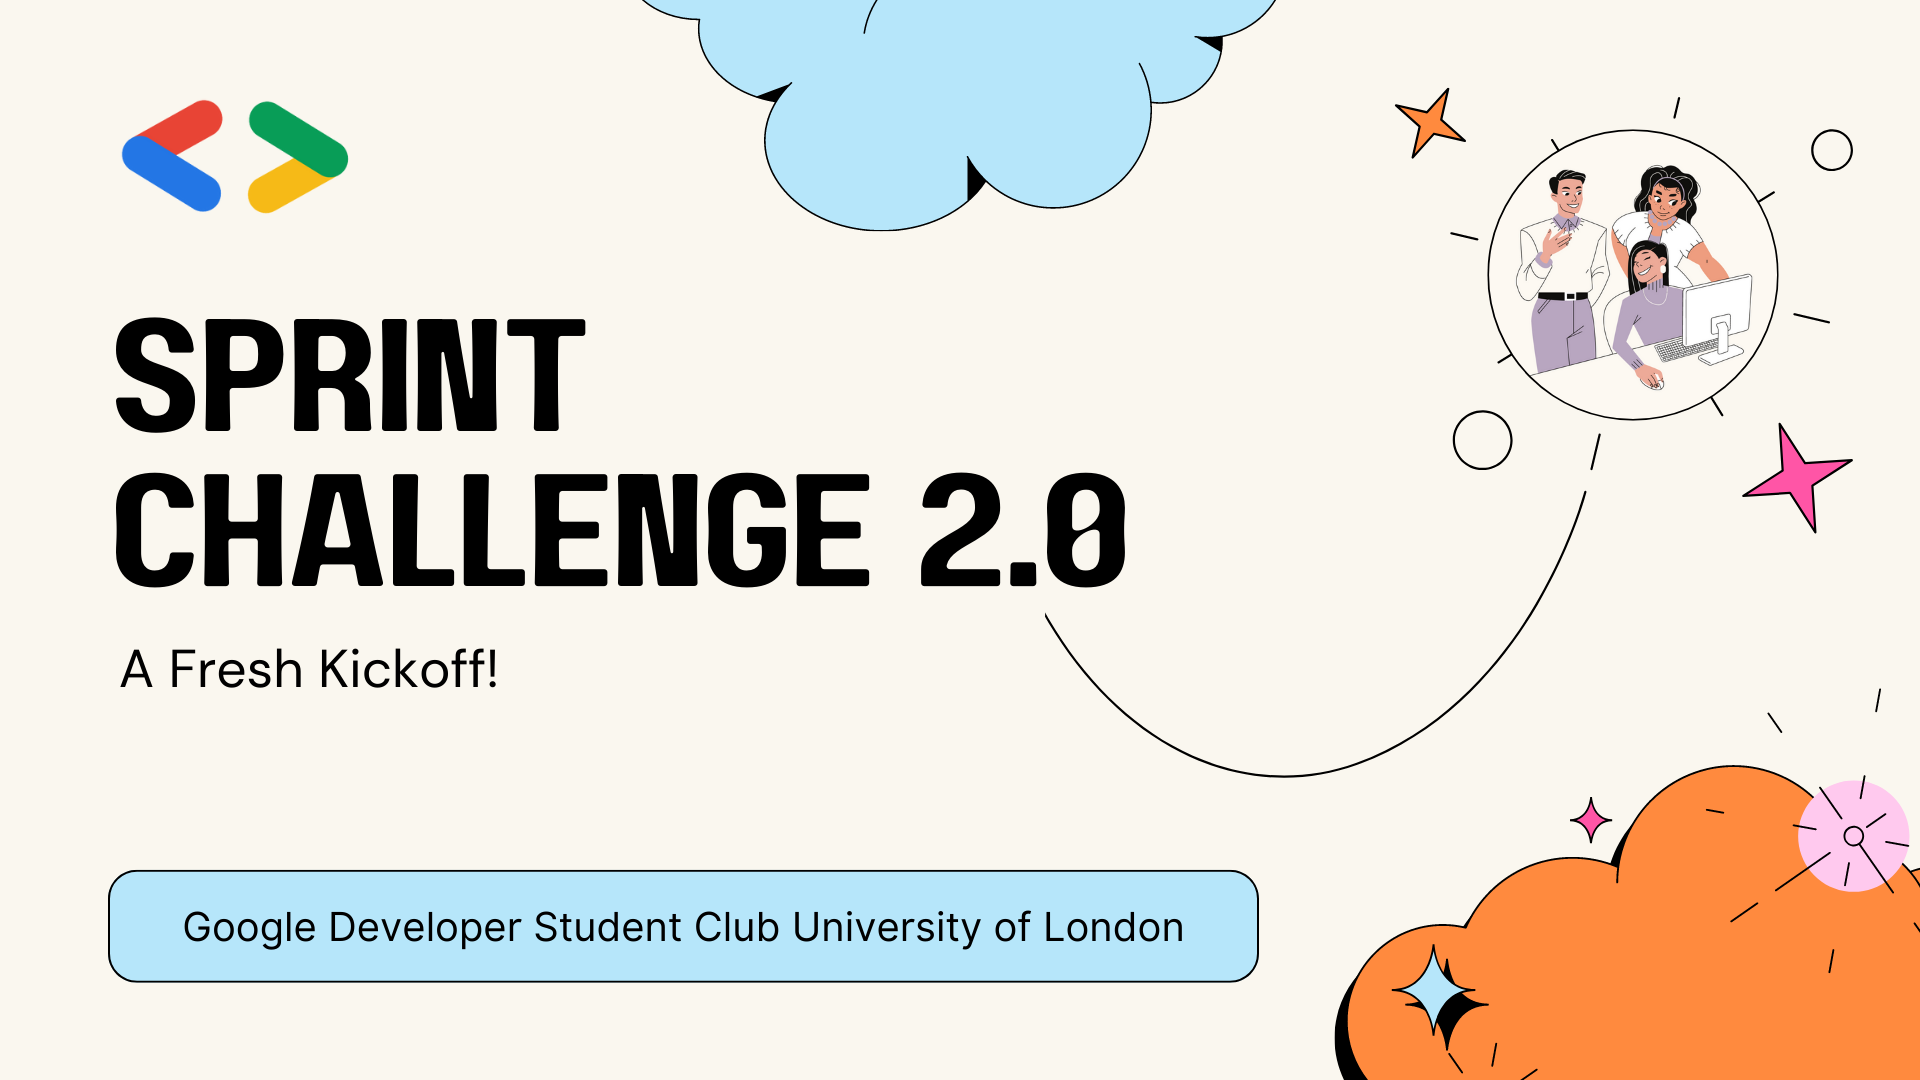 SPRINT
CHALLENGE 2.0
A Fresh Kickoff!
Google Developer Student Club University of London